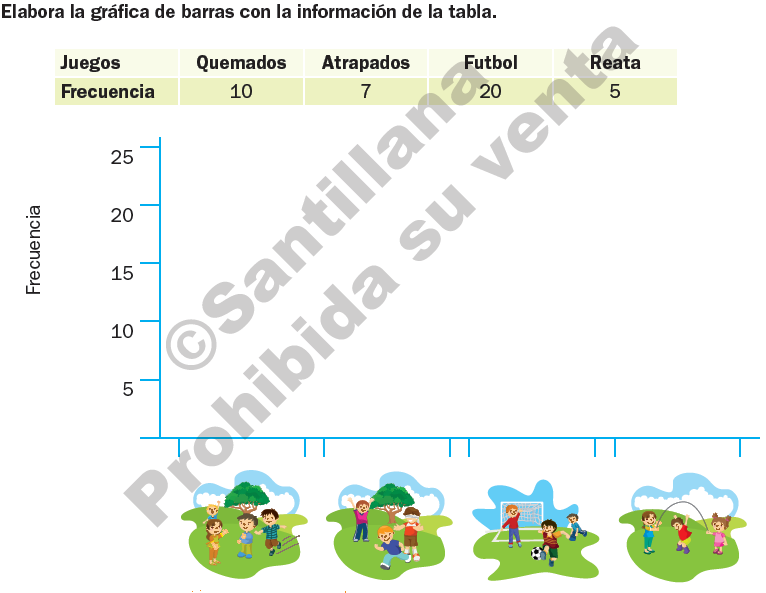 Elabora la gráfica de barras con la información de la tabla.
Juegos Quemados Atrapados Futbol Reata
Frecuencia 10 7 20 5
25
20
15
10
5
Frecuencia
©Santillana
Prohibida su venta